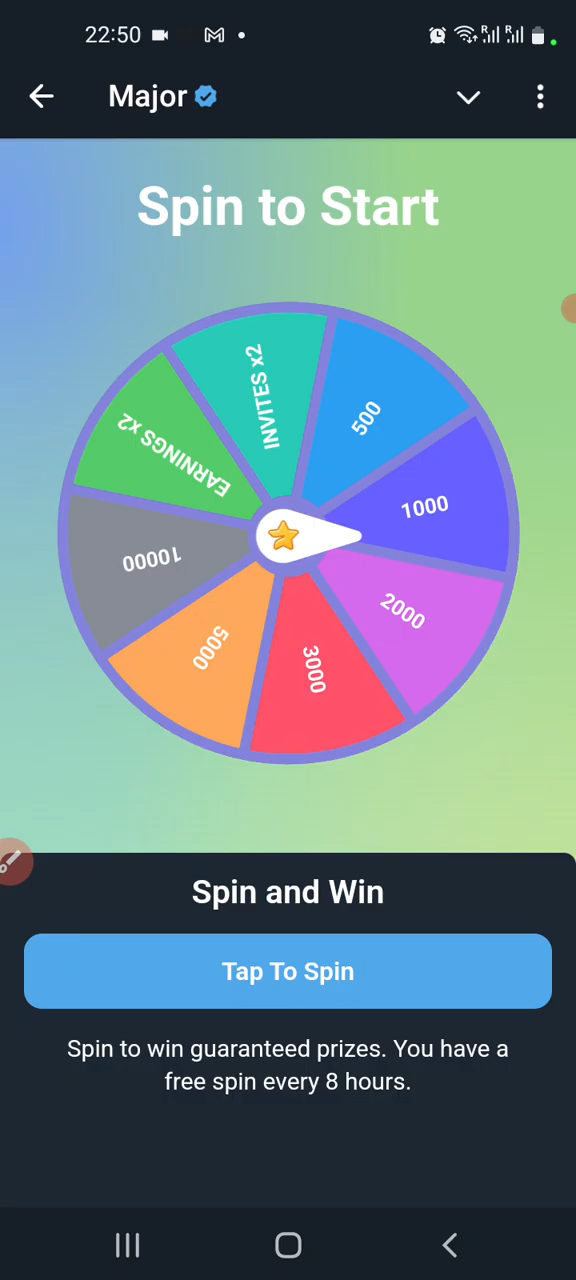 22:50
Major
Spin to Start
INVITES x2
500
EARNINGS x2
1000
10000
2000
5000
3000
Spin and Win
Tap To Spin
Spin to win guaranteed prizes. You have a
free spin every 8 hours.